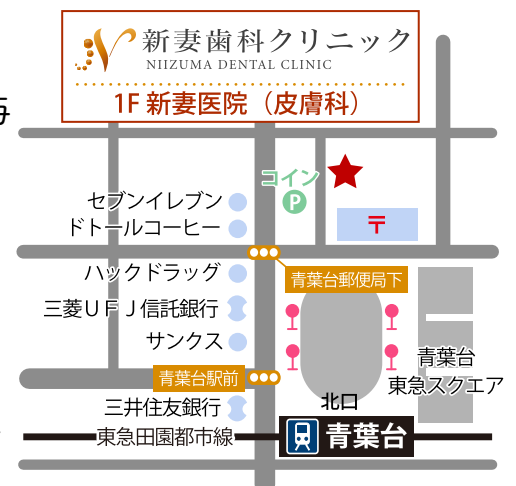 新妻歯科クリニック
NIIZUMA DENTAL CLINIC
1F 新妻医院（皮膚科）
コイン
P
セブンイレブン
ドトールコーヒー
〒
ハックドラッグ
青葉台郵便局下
三菱UFJ信託銀行
サンクス
青葉台
東急スクエア
青葉台駅前
三井住友銀行
北口
東急田園都市線
青葉台